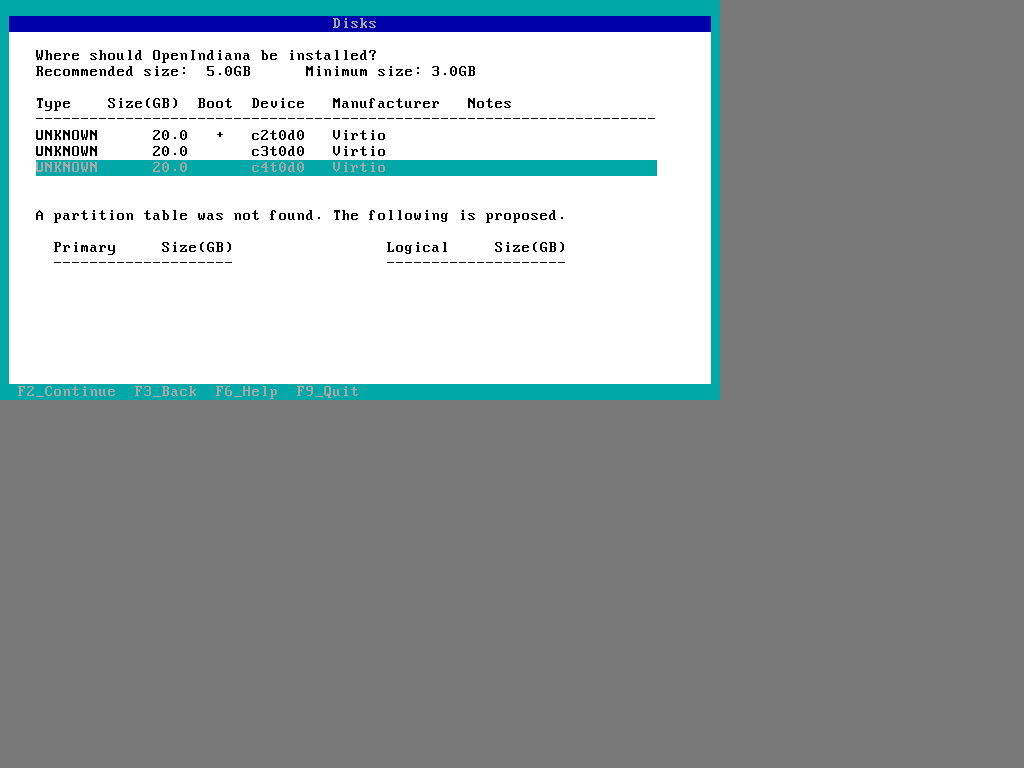 Disks
Where should OpenIndiana be installed?
Recommended size:  5.0GB      Minimum size: 3.0GB
Type    Size(GB)  Boot  Device   Manufacturer   Notes
---------------------------------------------------------------------
UNKNOWN      20.0   +   c2t0d0   Virtio
UNKNOWN      20.0       c3t0d0   Virtio
UNKNOWN      20.0       c4t0d0   Virtio
A partition table was not found. The following is proposed.
Primary     Size(GB)                 Logical     Size(GB)
--------------------                 --------------------
F2_Continue  F3_Back  F6_Help  F9_Quit